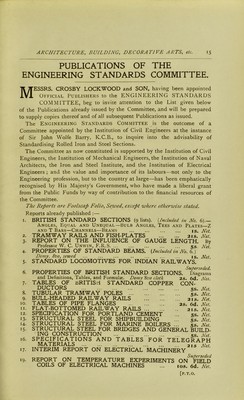 ARCHITECTURE, BUILDING, DECORATIVE ARTS, etc. 15
PUBLICATIONS OF THE
ENGINEERING STANDARDS COMMITTEE.
MESSRS. CROSBY LOCKWOOD and SON, having been appointed
OFFICIAL PUBLISHERS to the ENGINEERING STANDARDS
COMMITTEE, beg to invite attention to the List given below
of the Publications already issued by the Committee, and will be prepared
to supply copies thereof and of all subsequent Publications as issued.
The ENGINEERING STANDARDS COMMITTEE is the outcome of a
Committee appointed by the Institution of Civil Engineers at the instance
of Sir John Wolfe Barry, K.C.B., to inquire into the advisability of
Standardising Rolled Iron and Steel Sections.
The Committee as now constituted is supported by the Institution of Civil
Engineers, the Institution of Mechanical Engineers, the Institution of Naval
Architects, the Iron and Steel Institute, and the Institution of Electrical
Engineers; and the value and importance of its labours—not only to the
Engineering profession, but to the country at large—has been emphatically
recognised by His Majesty's Government, who have made a liberal grant
from the Public Funds by way of contribution to the financial resources of
the Committee.
The Reports are Foolscap Folio, Sewed, except where otherwise stated.
Reports already published:—
1. BRITISH STANDARD SECTIONS (9 lists). [Included in No. 6].—
ANGLES, EQUAL AND UNEQUAL—BULB ANGLES, TEES AND PLATES—Z
AND T BARS—CHANNELS—BEAMS 1s. Net.
2. TRAMWAY RAILS AND FISH-PLATES 21s. Net.
3. REPORT ON THE INFLUENCE OF GAUGE LENGTH. By
Professor W. C. UNWIN, F.R.S. 5s. Net.
4. PROPERTIES OF STANDARD BEAMS. [Included in No. 6.]
Demy 8vo, sewed 1s. Net.
5. STANDARD LOCOMOTIVES FOR INDIAN RAILWAYS.
Superseded.
6. PROPERTIES OF BRITISH STANDARD SECTIONS. Diagrams
and Definitions, Tables, and Formulæ. Demy 8vo cloth 2s. 6d. Net.
7. TABLES OF BRITISH STANDARD COPPER CON-
DUCTORS 5s. Net.
8. TUBULAR TRAMWAY POLES 5s. Net.
9. BULL-HEADED RAILWAY RAILS 21s. Net.
10. TABLES OF PIPE FLANGES 2s. 6d. Net.
11. FLAT-BOTTOMED RAILWAY RAILS 21s. Net.
12. SPECIFICATION FOR PORTLAND CEMENT 5s. Net.
13. STRUCTURAL STEEL FOR SHIPBUILDING 5s. Net.
14. STRUCTURAL STEEL FOR MARINE BOILERS 5s. Net.
15. STRUCTURAL STEEL FOR BRIDGES AND GENERAL BUILD-
ING CONSTRUCTION 5s. Net.
16. SPECIFICATIONS AND TABLES FOR TELEGRAPH
MATERIALS 21s. Net.
17. INTERIM REPORT ON ELECTRICAL MACHINERY.
Superseded
19. REPORT ON TEMPERATURE EXPERIMENTS ON FIELD
COILS OF ELECTRICAL MACHINES 10s. 6d. Net.
[P.T.O.